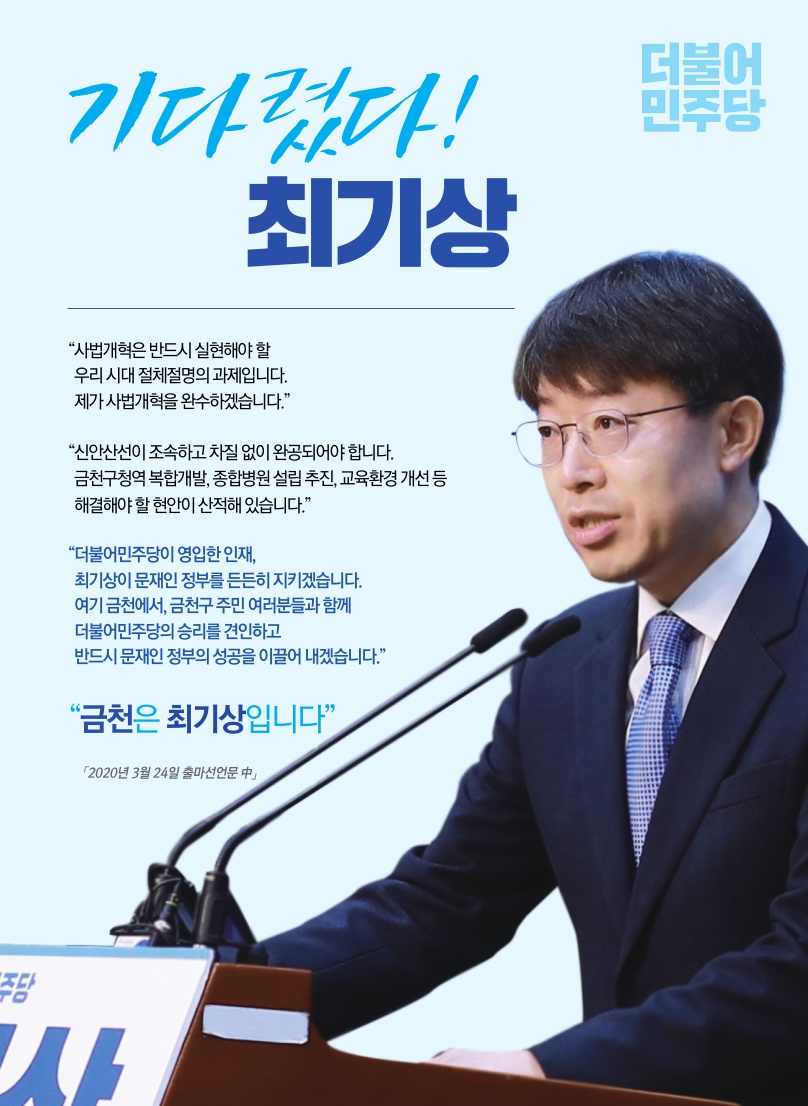 기다렸다!
더불어
민주당
최기상
“사법개혁은 반드시 실현해야 할
우리 시대 절체절명의 과제입니다.
제가 사법개혁을 완수하겠습니다.”
“신안산선이 조속하고 차질 없이 완공되어야 합니다.
금천구청역 복합개발, 종합병원 설립 추진, 교육환경 개선 등
해결해야 할 현안이 산적해 있습니다.”
“더불어민주당이 영입한 인재,
최기상이 문재인 정부를 든든히 지키겠습니다.
여기 금천에서, 금천구 주민 여러분들과 함께
더불어민주당의 승리를 견인하고
반드시 문재인 정부의 성공을 이끌어 내겠습니다.”
“금천은 최기상입니다”
「2020년 3월 24일 출마선언문 中」
주당
상